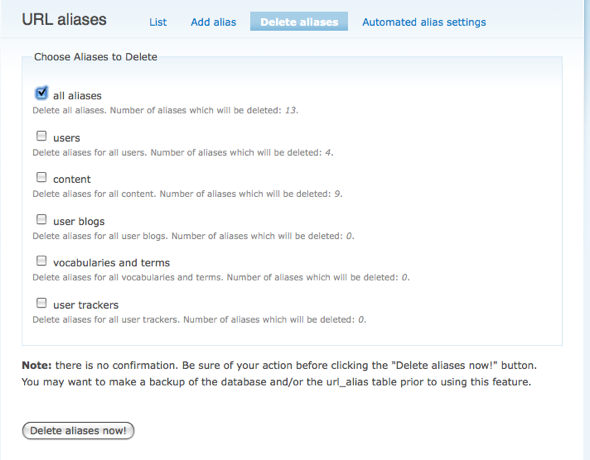 URL aliases List Add alias Delete aliases Automated alias settings
Choose Aliases to Delete
all aliases
Delete all aliases. Number of aliases which will be deleted: 13.
users
Delete aliases for all users. Number of aliases which will be deleted: 4.
content
Delete aliases for all content. Number of aliases which will be deleted: 9.
user blogs
Delete aliases for all user blogs. Number of aliases which will be deleted: 0.
vocabularies and terms
Delete aliases for all vocabularies and terms. Number of aliases which will be deleted: 0.
user trackers
Delete aliases for all user trackers. Number of aliases which will be deleted: 0.
Note: there is no confirmation. Be sure of your action before clicking the "Delete aliases now!" button.
You may want to make a backup of the database and/or the url_alias table prior to using this feature.
Delete aliases now!